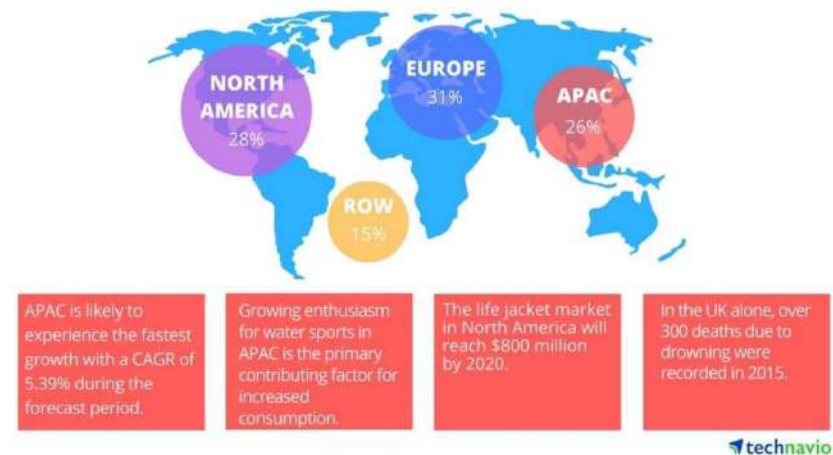 NORTH
AMERICA
28%
EUROPE
31%
APAC
26%
ROW
15%
APAC is likely to
experience the fastest
growth with a CAGR of
5.39% during the
forecast period.
Growing enthusiasm
for water sports in
APAC is the primary
contributing factor for
increased
consumption.
The life jacket market
in North America will
reach $800 million
by 2020.
In the UK alone, over
300 deaths due to
drowning were
recorded in 2015.
technavio